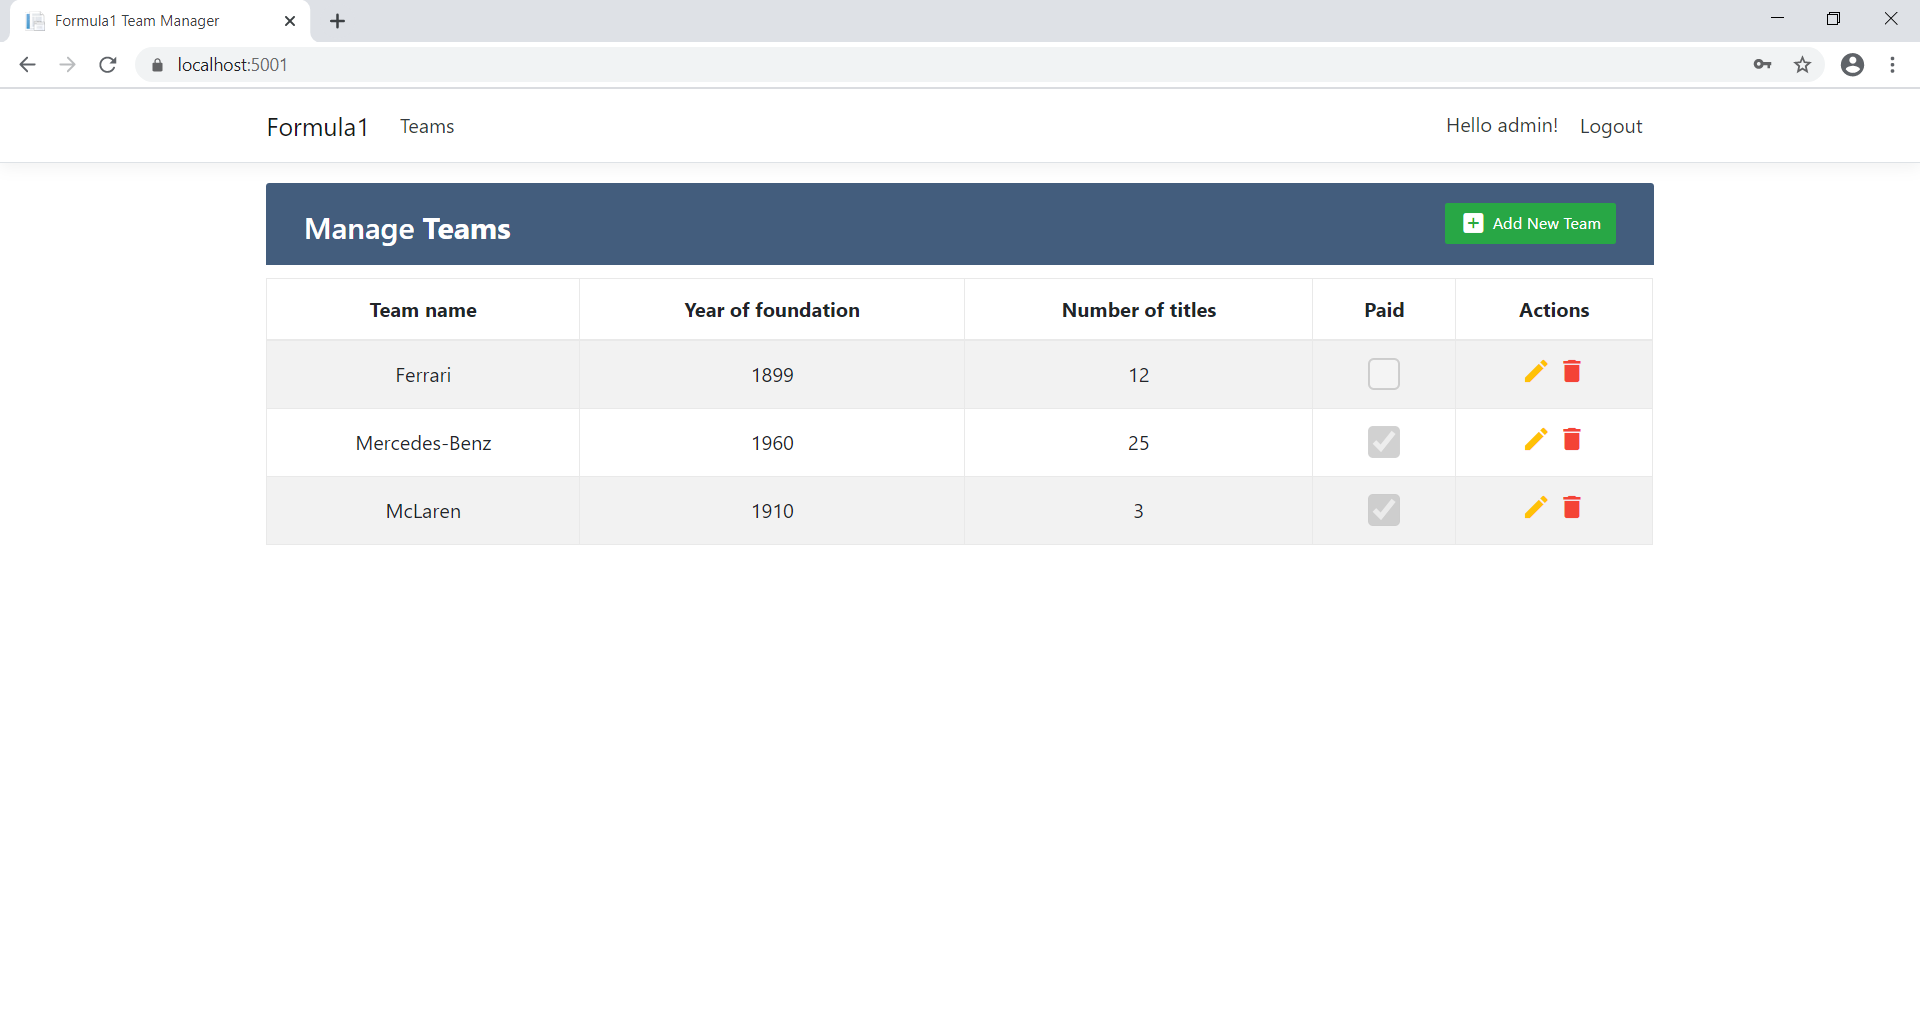 Formula1 Team Manager
localhost:5001
Formula1 Teams Hello admin! Logout
Manage Teams Add New Team
Team name Year of foundation Number of titles Paid Actions
Ferrari 1899 12
Mercedes-Benz 1960 25
McLaren 1910 3